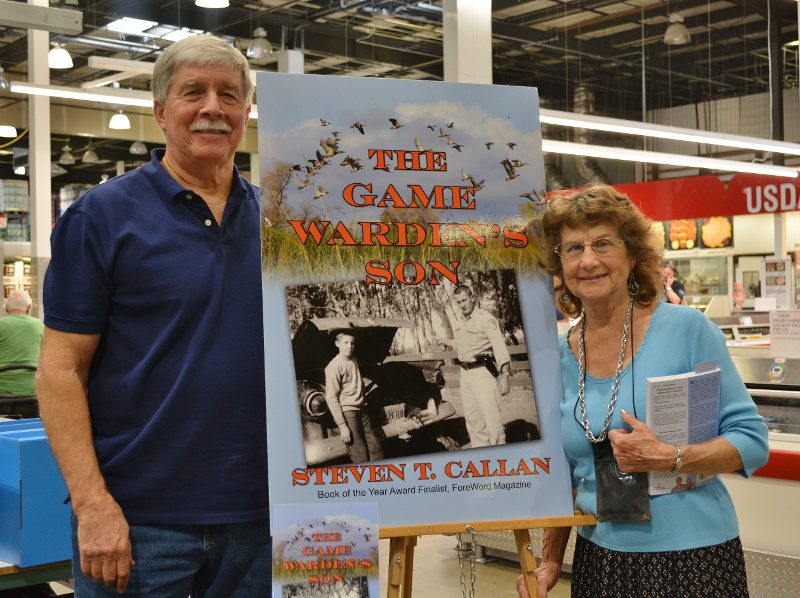 THE
GAME
WARDEN'S
SON
STEVEN T. CALLAN
Book of the Year Award Finalist, ForeWord Magazine
THE
GAME
WARDEN'S
SON
USDA